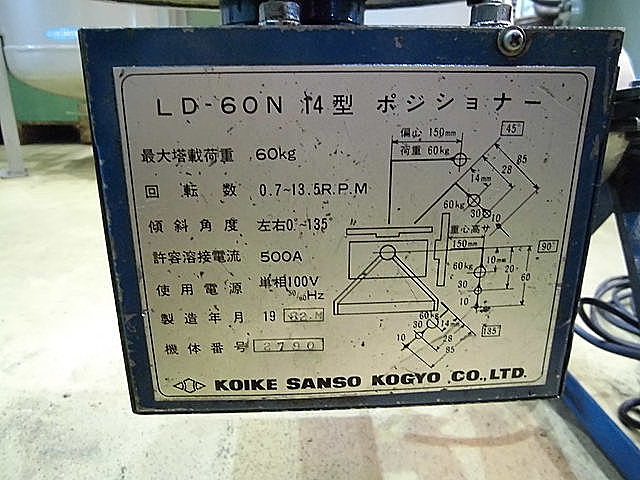 LD-60N 14型 ポジショナー
最大塔載荷重 60kg
回転数 0.7~13.5R.P.M
傾斜角度 左右0°~135°
許容溶接電流 500A
使用電源 単相100V 50/60Hz
製造年月 19 82.M
機体番号 2790
KOIKE SANSO KOGYO CO., LTD.
偏心 150mm
荷重 60kg
45°
14mm
28
85
60kg
30
10
重心高サ
150mm
90°
10mm
20
60
60kg
30
10
135
60kg
30
10
14mm
28
85